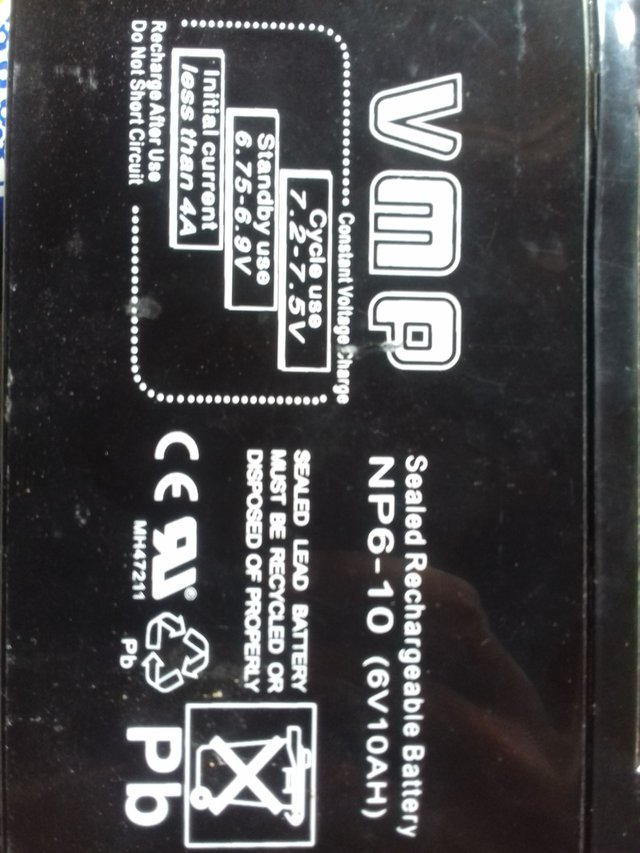 VMP
Sealed Rechargeable Battery
NP6-10 (6V10AH)
Constant Voltage Charge
Cycle use
7.2-7.5V
Standby use
6.75-6.9V
Initial current
less than 4A
Recharge After Use
Do Not Short Circuit
SEALED LEAD BATTERY
MUST BE RECYCLED OR
DISPOSED OF PROPERLY
CE
UR®
MH47211
Pb
Pb